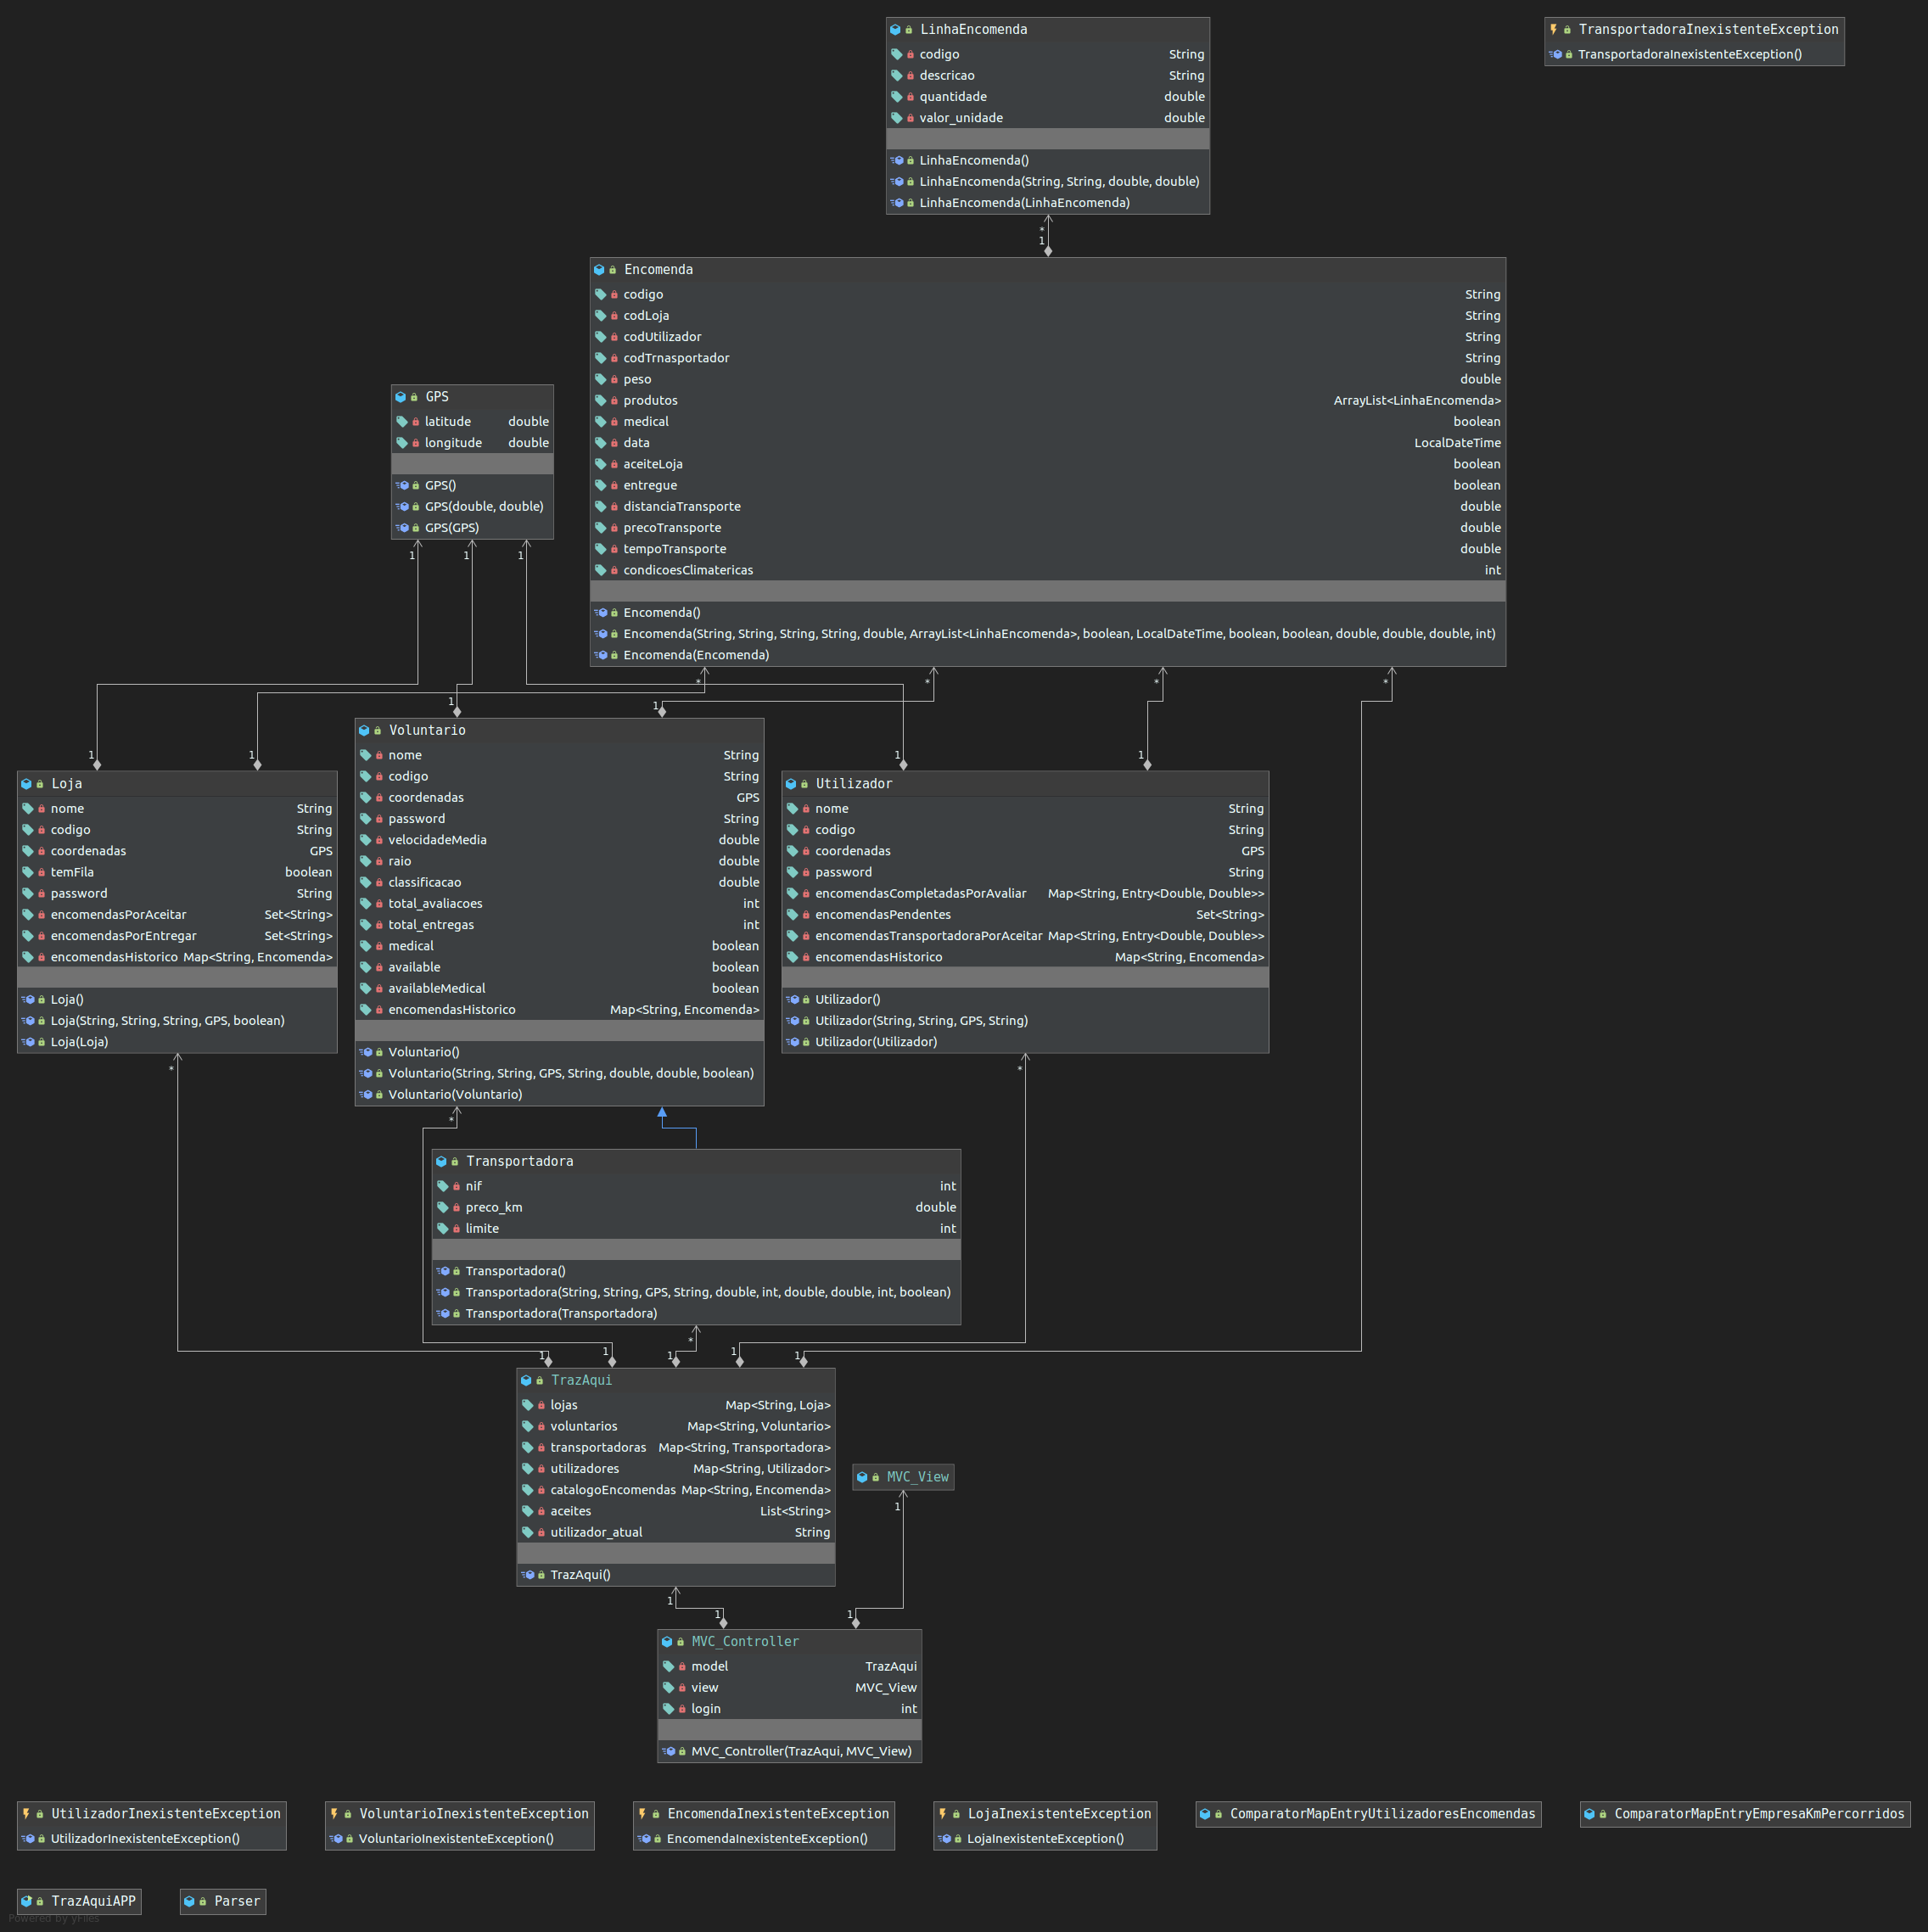 LinhaEncomenda
codigo String
descricao String
quantidade double
valor_unidade double
LinhaEncomenda()
LinhaEncomenda(String, String, double, double)
LinhaEncomenda(LinhaEncomenda)
TransportadoraInexistenteException
TransportadoraInexistenteException()
*
1
Encomenda
codigo String
codLoja String
codUtilizador String
codTrnasportador String
peso double
produtos ArrayList<LinhaEncomenda>
medical boolean
data LocalDateTime
aceiteLoja boolean
entregue boolean
distanciaTransporte double
precoTransporte double
tempoTransporte double
condicoesClimatericas int
Encomenda()
Encomenda(String, String, String, String, double, ArrayList<LinhaEncomenda>, boolean, LocalDateTime, boolean, boolean, double, double, double, int)
Encomenda(Encomenda)
GPS
latitude double
longitude double
GPS()
GPS(double, double)
GPS(GPS)
1 1 1
* * * *
1 1
1 1 1 1
Loja
nome String
codigo String
coordenadas GPS
temFila boolean
password String
encomendasPorAceitar Set<String>
encomendasPorEntregar Set<String>
encomendasHistorico Map<String, Encomenda>
Loja()
Loja(String, String, String, GPS, boolean)
Loja(Loja)
Voluntario
nome String
codigo String
coordenadas GPS
password String
velocidadeMedia double
raio double
classificacao double
total_avaliacoes int
total_entregas int
medical boolean
available boolean
availableMedical boolean
encomendasHistorico Map<String, Encomenda>
Voluntario()
Voluntario(String, String, GPS, String, double, double, boolean)
Voluntario(Voluntario)
Utilizador
nome String
codigo String
coordenadas GPS
password String
encomendasCompletadasPorAvaliar Map<String, Entry<Double, Double>>
encomendasPendentes Set<String>
encomendasTransportadoraPorAceitar Map<String, Entry<Double, Double>>
encomendasHistorico Map<String, Encomenda>
Utilizador()
Utilizador(String, String, GPS, String)
Utilizador(Utilizador)
* *
*
Transportadora
nif int
preco_km double
limite int
Transportadora()
Transportadora(String, String, GPS, String, double, int, double, double, int, boolean)
Transportadora(Transportadora)
*
1 1 1 1 1
TrazAqui
lojas Map<String, Loja>
voluntarios Map<String, Voluntario>
transportadoras Map<String, Transportadora>
utilizadores Map<String, Utilizador>
catalogoEncomendas Map<String, Encomenda>
aceites List<String>
utilizador_atual String
TrazAqui()
MVC_View
1
1
1 1
MVC_Controller
model TrazAqui
view MVC_View
login int
MVC_Controller(TrazAqui, MVC_View)
UtilizadorInexistenteException
UtilizadorInexistenteException()
VoluntarioInexistenteException
VoluntarioInexistenteException()
EncomendaInexistenteException
EncomendaInexistenteException()
LojaInexistenteException
LojaInexistenteException()
ComparatorMapEntryUtilizadoresEncomendas
ComparatorMapEntryEmpresaKmPercorridos
TrazAquiAPP
Parser
Powered by yFiles